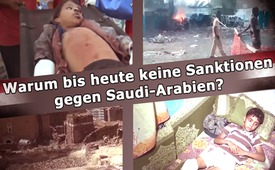 Warum bis heute keine Sanktionen
gegen Saudi-Arabien?